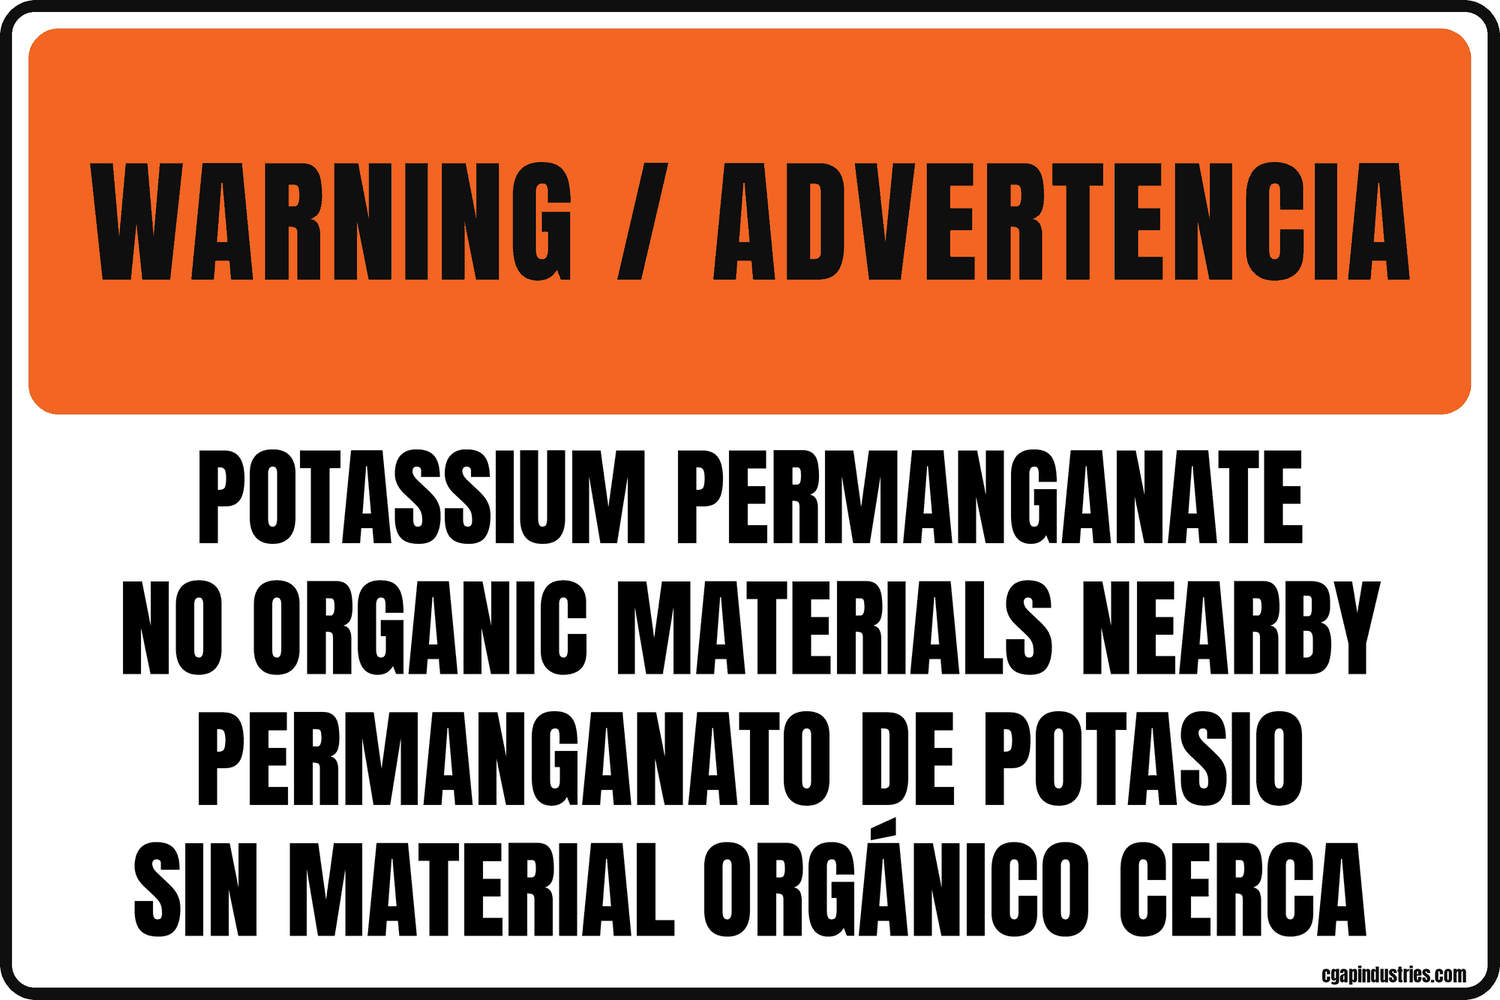 WARNING / ADVERTENCIA
POTASSIUM PERMANGANATE
NO ORGANIC MATERIALS NEARBY
PERMANGANATO DE POTASIO
SIN MATERIAL ORGÁNICO CERCA
cgapindustries.com